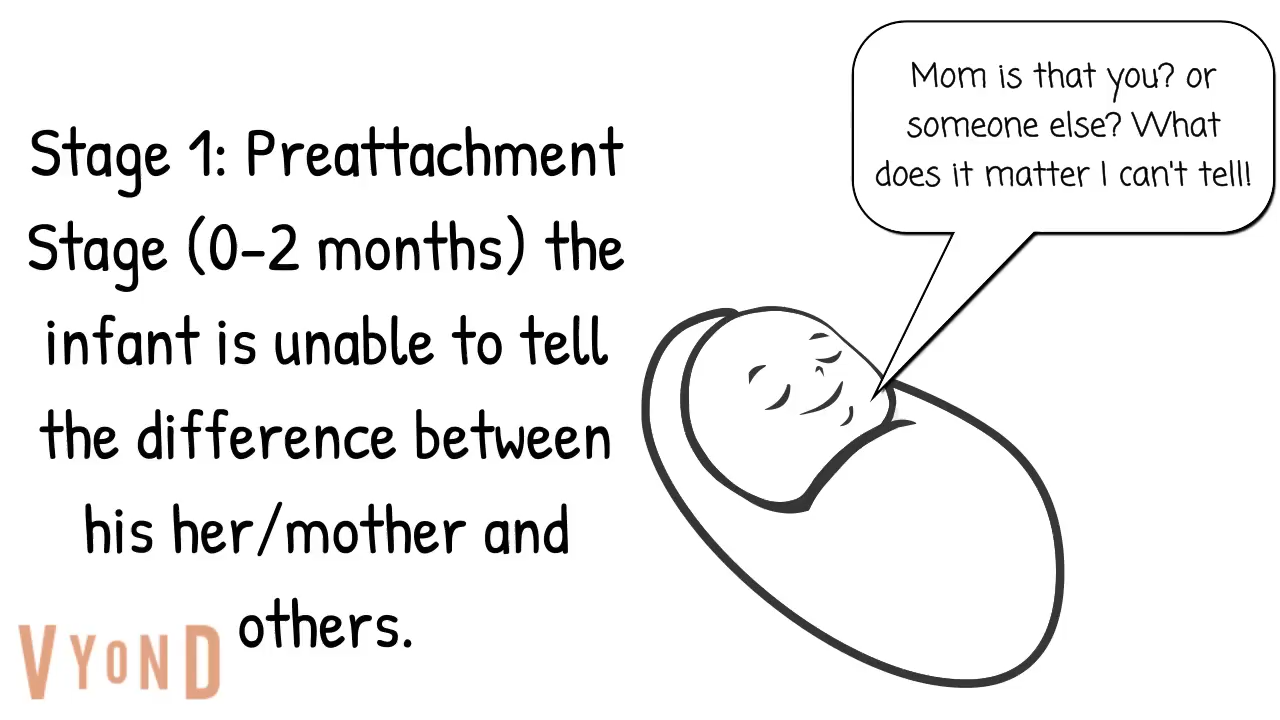 Mom is that you? or
someone else? What
does it matter I can't tell!
Stage 1: Preattachment
Stage (0-2 months) the
infant is unable to tell
the difference between
his her/mother and
others.
VYOND